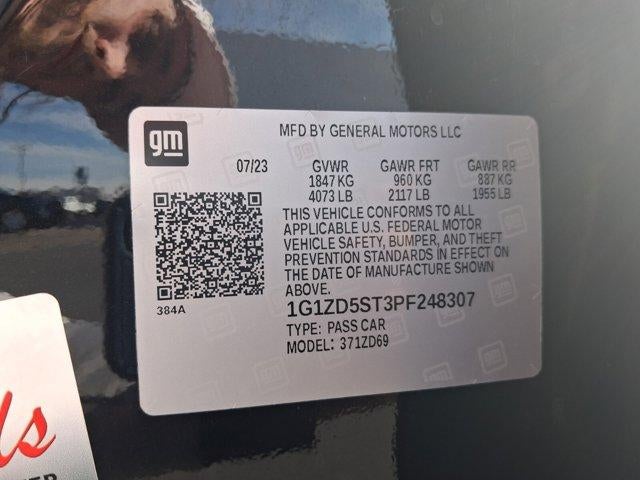 gm
MFD BY GENERAL MOTORS LLC
07/23 GVWR GAWR FRT GAWR RR
1847 KG 960 KG 887 KG
4073 LB 2117 LB 1955 LB
THIS VEHICLE CONFORMS TO ALL
APPLICABLE U.S. FEDERAL MOTOR
VEHICLE SAFETY, BUMPER, AND THEFT
PREVENTION STANDARDS IN EFFECT ON
THE DATE OF MANUFACTURE SHOWN
ABOVE.
384A
1G1ZD5ST3PF248307
TYPE: PASS CAR
MODEL: 371ZD69